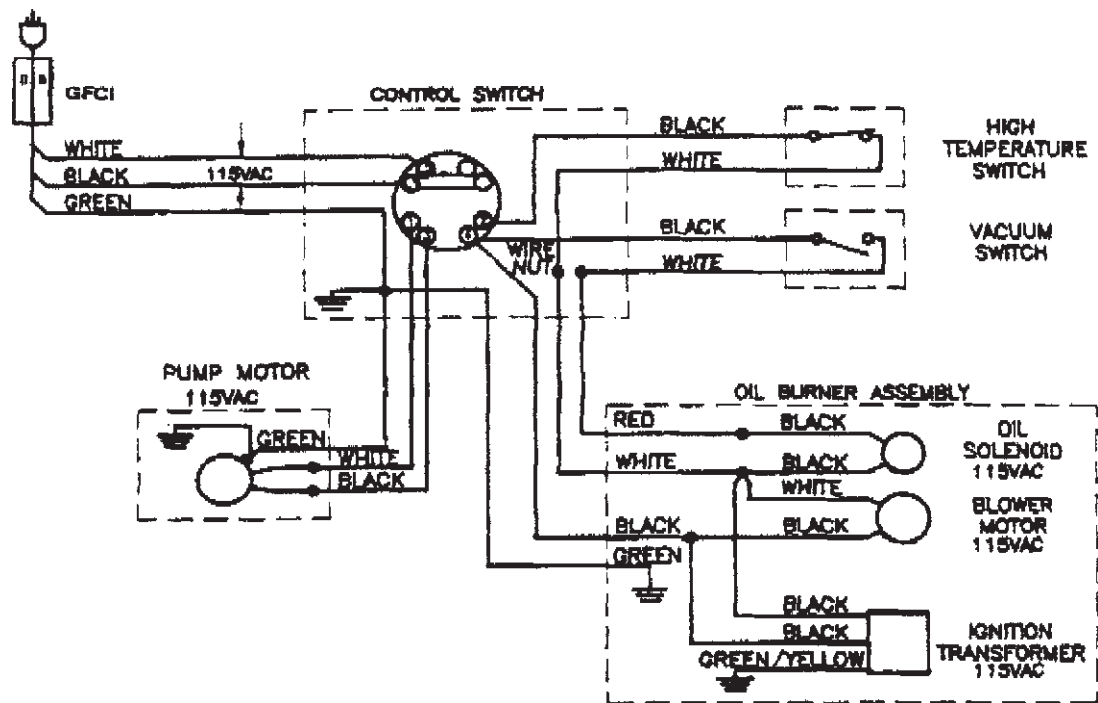 GFCI
CONTROL SWITCH
WHITE
BLACK
115VAC
GREEN
BLACK
WHITE
HIGH
TEMPERATURE
SWITCH
BLACK
WHITE
VACUUM
SWITCH
WIRE
NUT
PUMP MOTOR
115VAC
GREEN
WHITE
BLACK
OIL BURNER ASSEMBLY
RED
BLACK
OIL
SOLENOID
115VAC
WHITE
BLACK
WHITE
BLOWER
MOTOR
115VAC
BLACK
BLACK
GREEN
BLACK
BLACK
GREEN/YELLOW
IGNITION
TRANSFORMER
115VAC